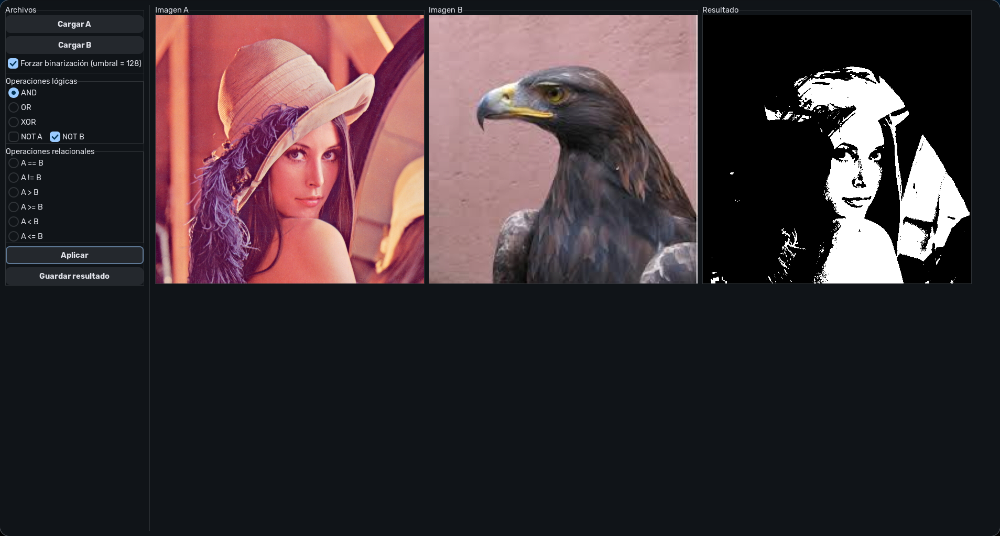 Archivos
Cargar A
Cargar B
Forzar binarización (umbral = 128)
Operaciones lógicas
AND
OR
XOR
NOT A NOT B
Operaciones relacionales
A == B
A != B
A > B
A >= B
A < B
A <= B
Aplicar
Guardar resultado
Imagen A
Imagen B
Resultado